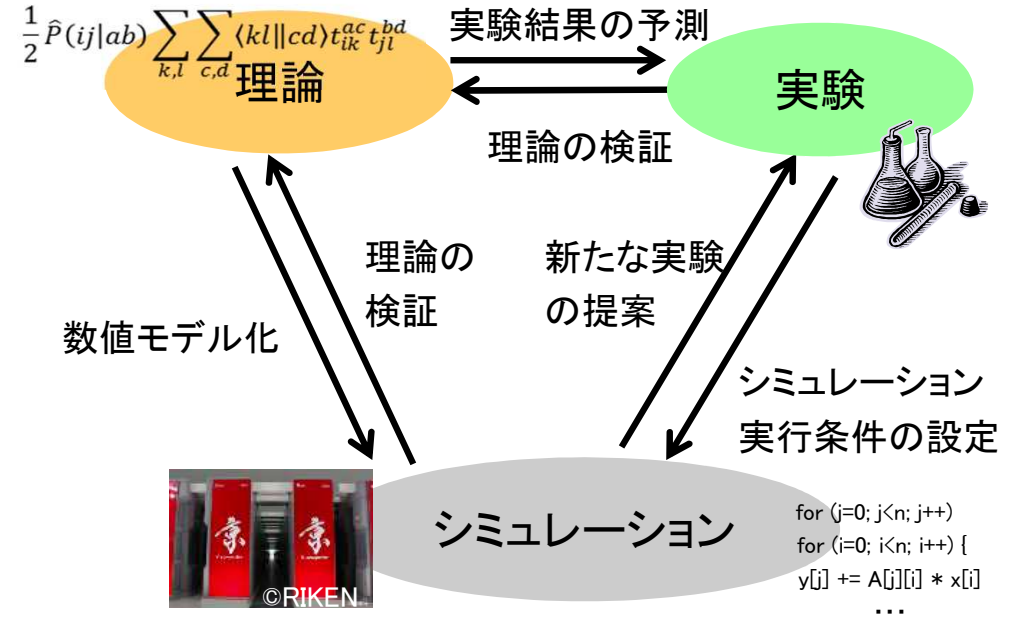 $\frac{1}{2}\hat{P}(ij|ab)\sum_{k,l}\sum_{c,d}\langle kl||cd\rangle t_{ik}^{ac}t_{jl}^{bd}$
実験結果の予測
理論
実験
理論の検証
理論の
検証
新たな実験
の提案
数値モデル化
シミュレーション
実行条件の設定
京
京
©RIKEN
シミュレーション
for (j=0; j<n; j++)
for (i=0; i<n; i++) {
y[j] += A[j][i] * x[i]
...